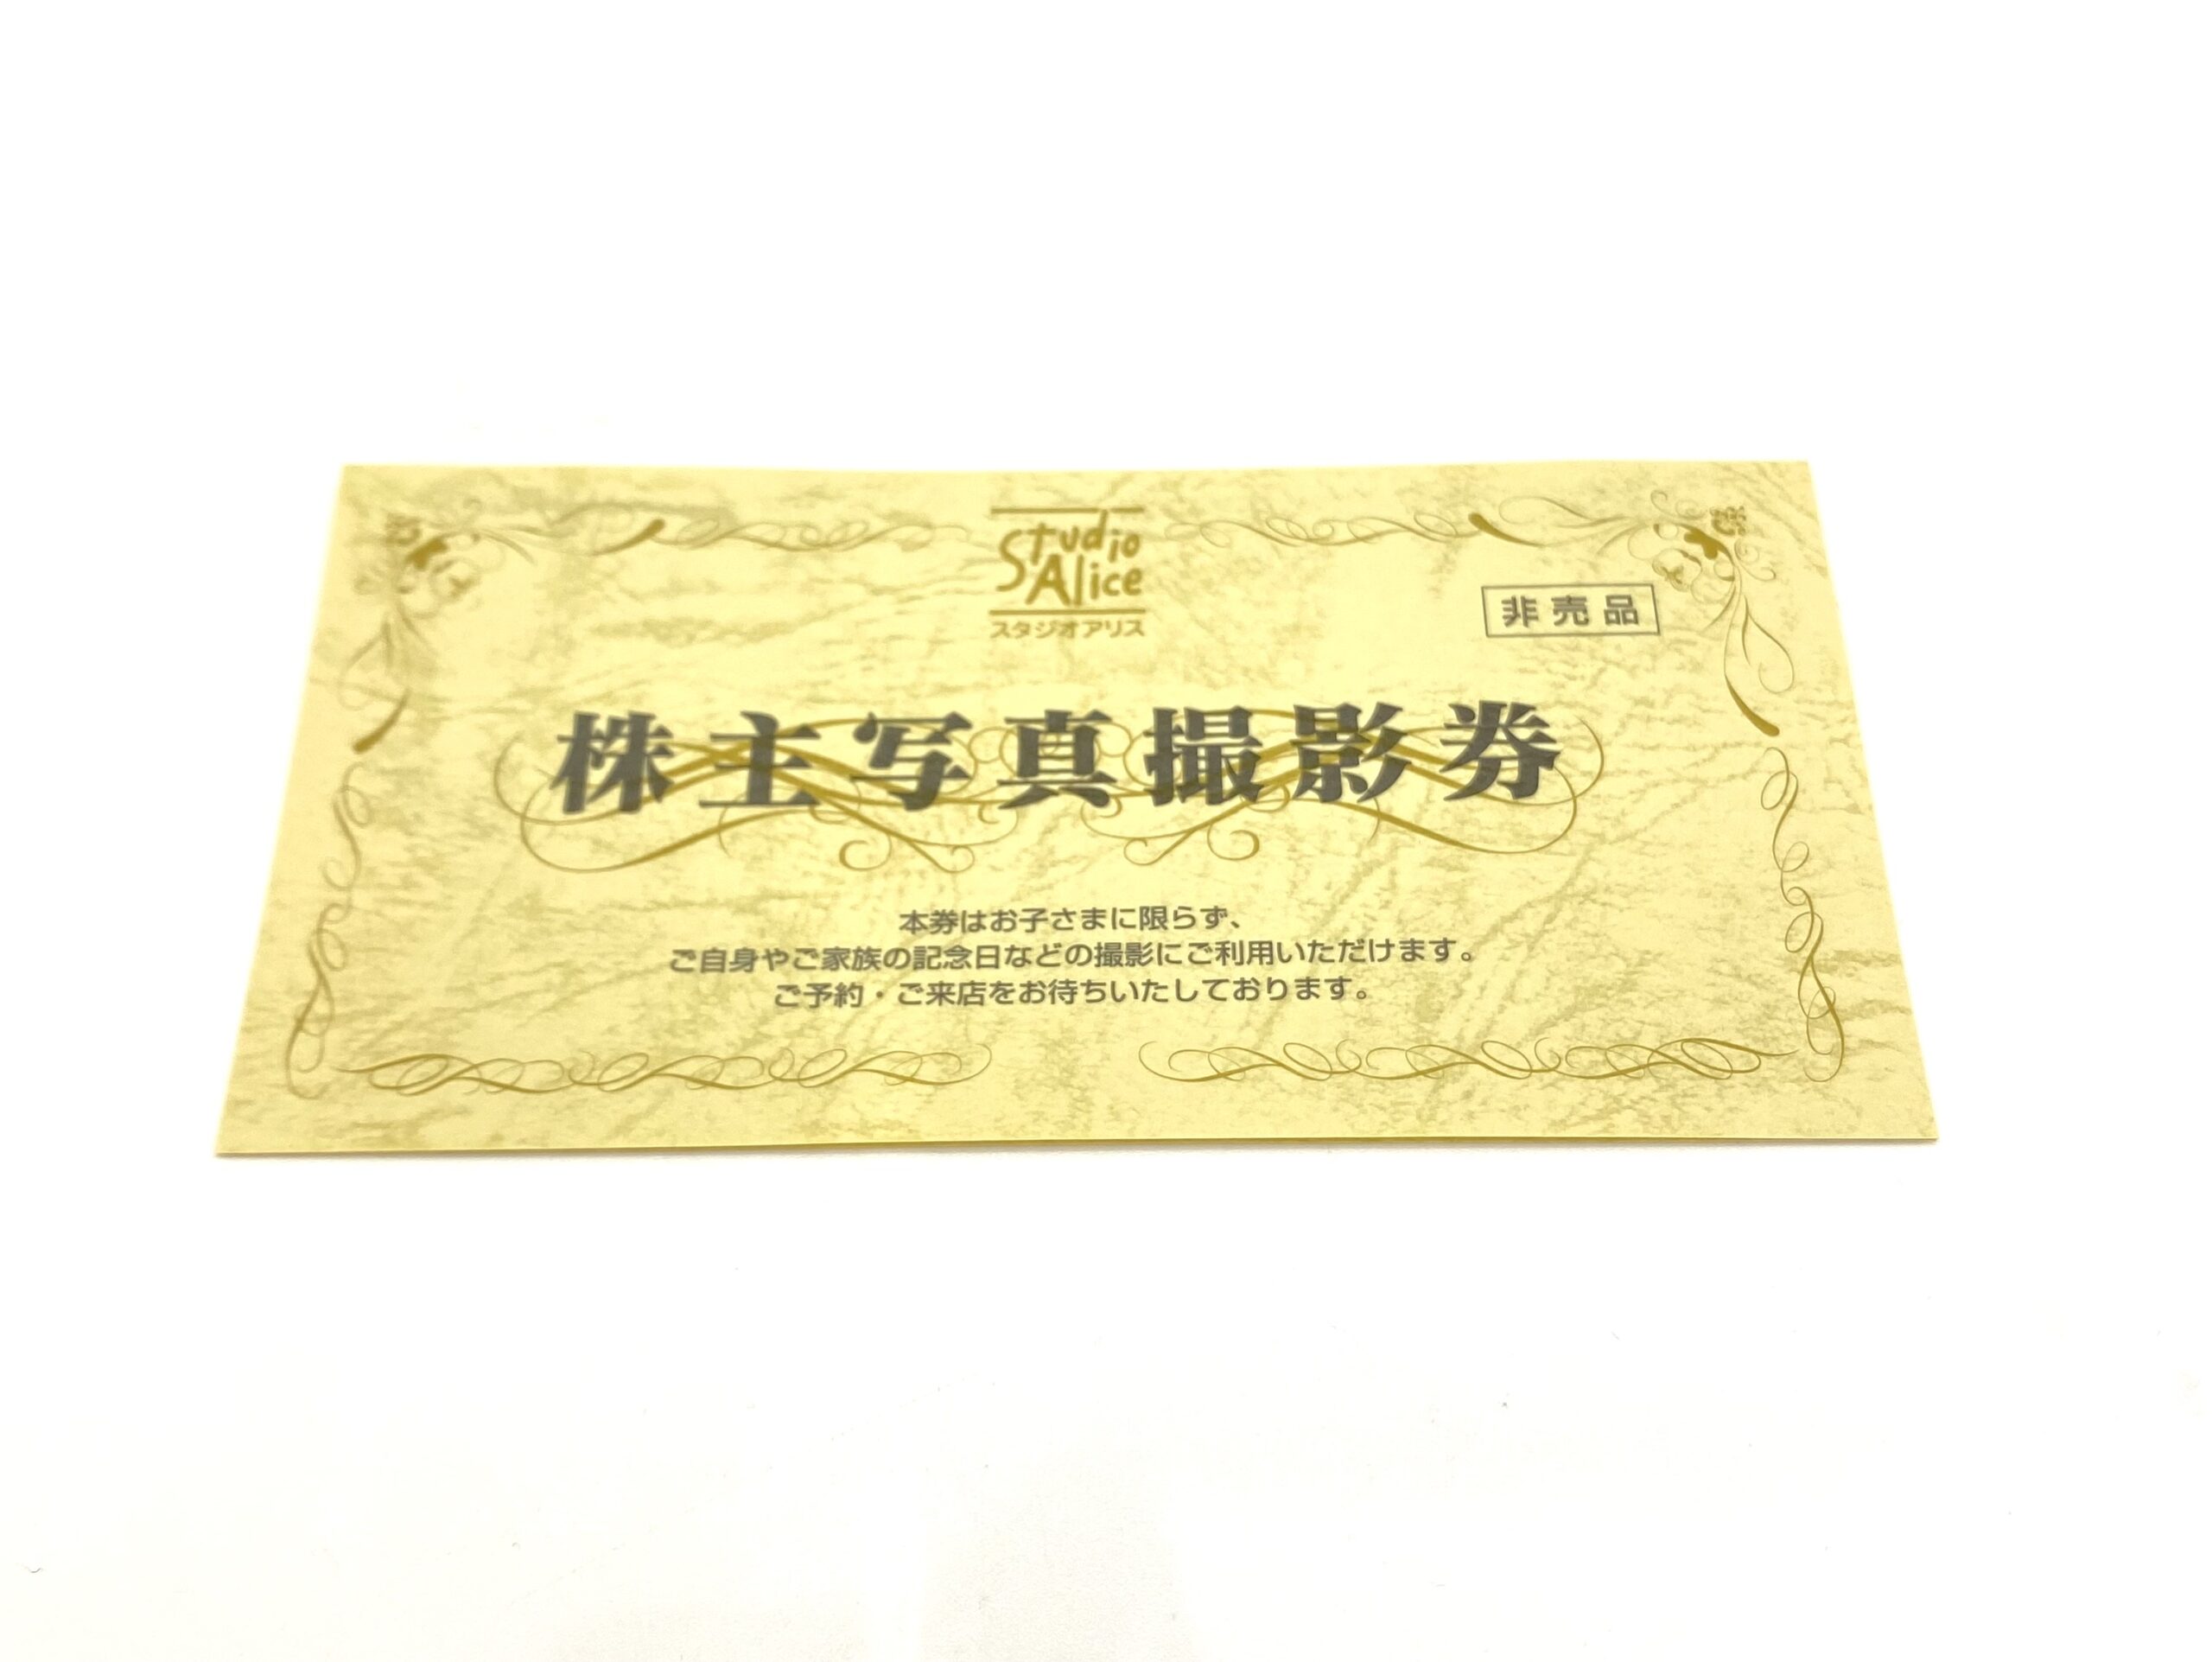 Studio
Alice
スタジオアリス
非売品
株主写真撮影券
本券はお子さまに限らず、
ご自身やご家族の記念日などの撮影にご利用いただけます。
ご予約・ご来店をお待ちいたしております。